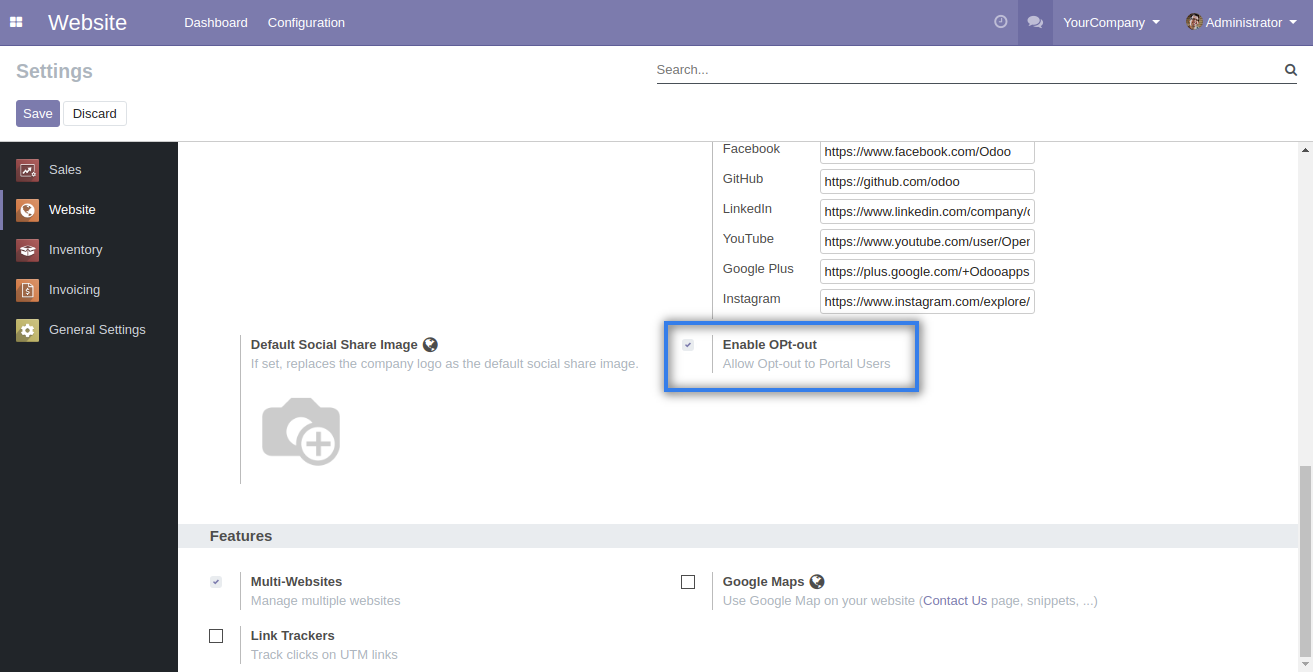 Website
Dashboard
Configuration
YourCompany
Administrator
Settings
Search...
Save
Discard
Sales
Website
Inventory
Invoicing
General Settings
Facebook
https://www.facebook.com/Odoo
GitHub
https://github.com/odoo
LinkedIn
https://www.linkedin.com/company/o
YouTube
https://www.youtube.com/user/Open
Google Plus
https://plus.google.com/+Odooapps
Instagram
https://www.instagram.com/explore/
Default Social Share Image
If set, replaces the company logo as the default social share image.
Enable OPt-out
Allow Opt-out to Portal Users
Features
Multi-Websites
Manage multiple websites
Google Maps
Use Google Map on your website (Contact Us page, snippets, ...)
Link Trackers
Track clicks on UTM links